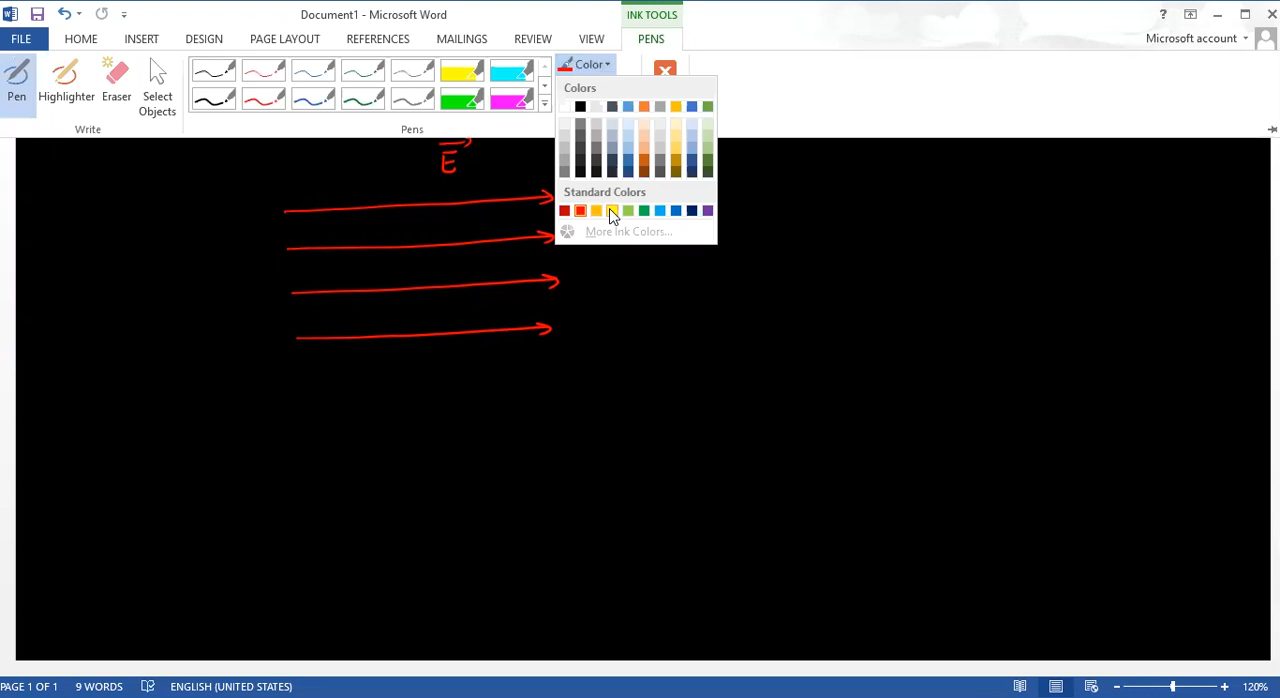 Document1 - Microsoft Word
INK TOOLS
FILE
HOME
INSERT
DESIGN
PAGE LAYOUT
REFERENCES
MAILINGS
REVIEW
VIEW
PENS
Microsoft account
Pen
Highlighter
Eraser
Select
Objects
Write
Pens
Color
Colors
Standard Colors
More Ink Colors...
E
PAGE 1 OF 1
9 WORDS
ENGLISH (UNITED STATES)
120%